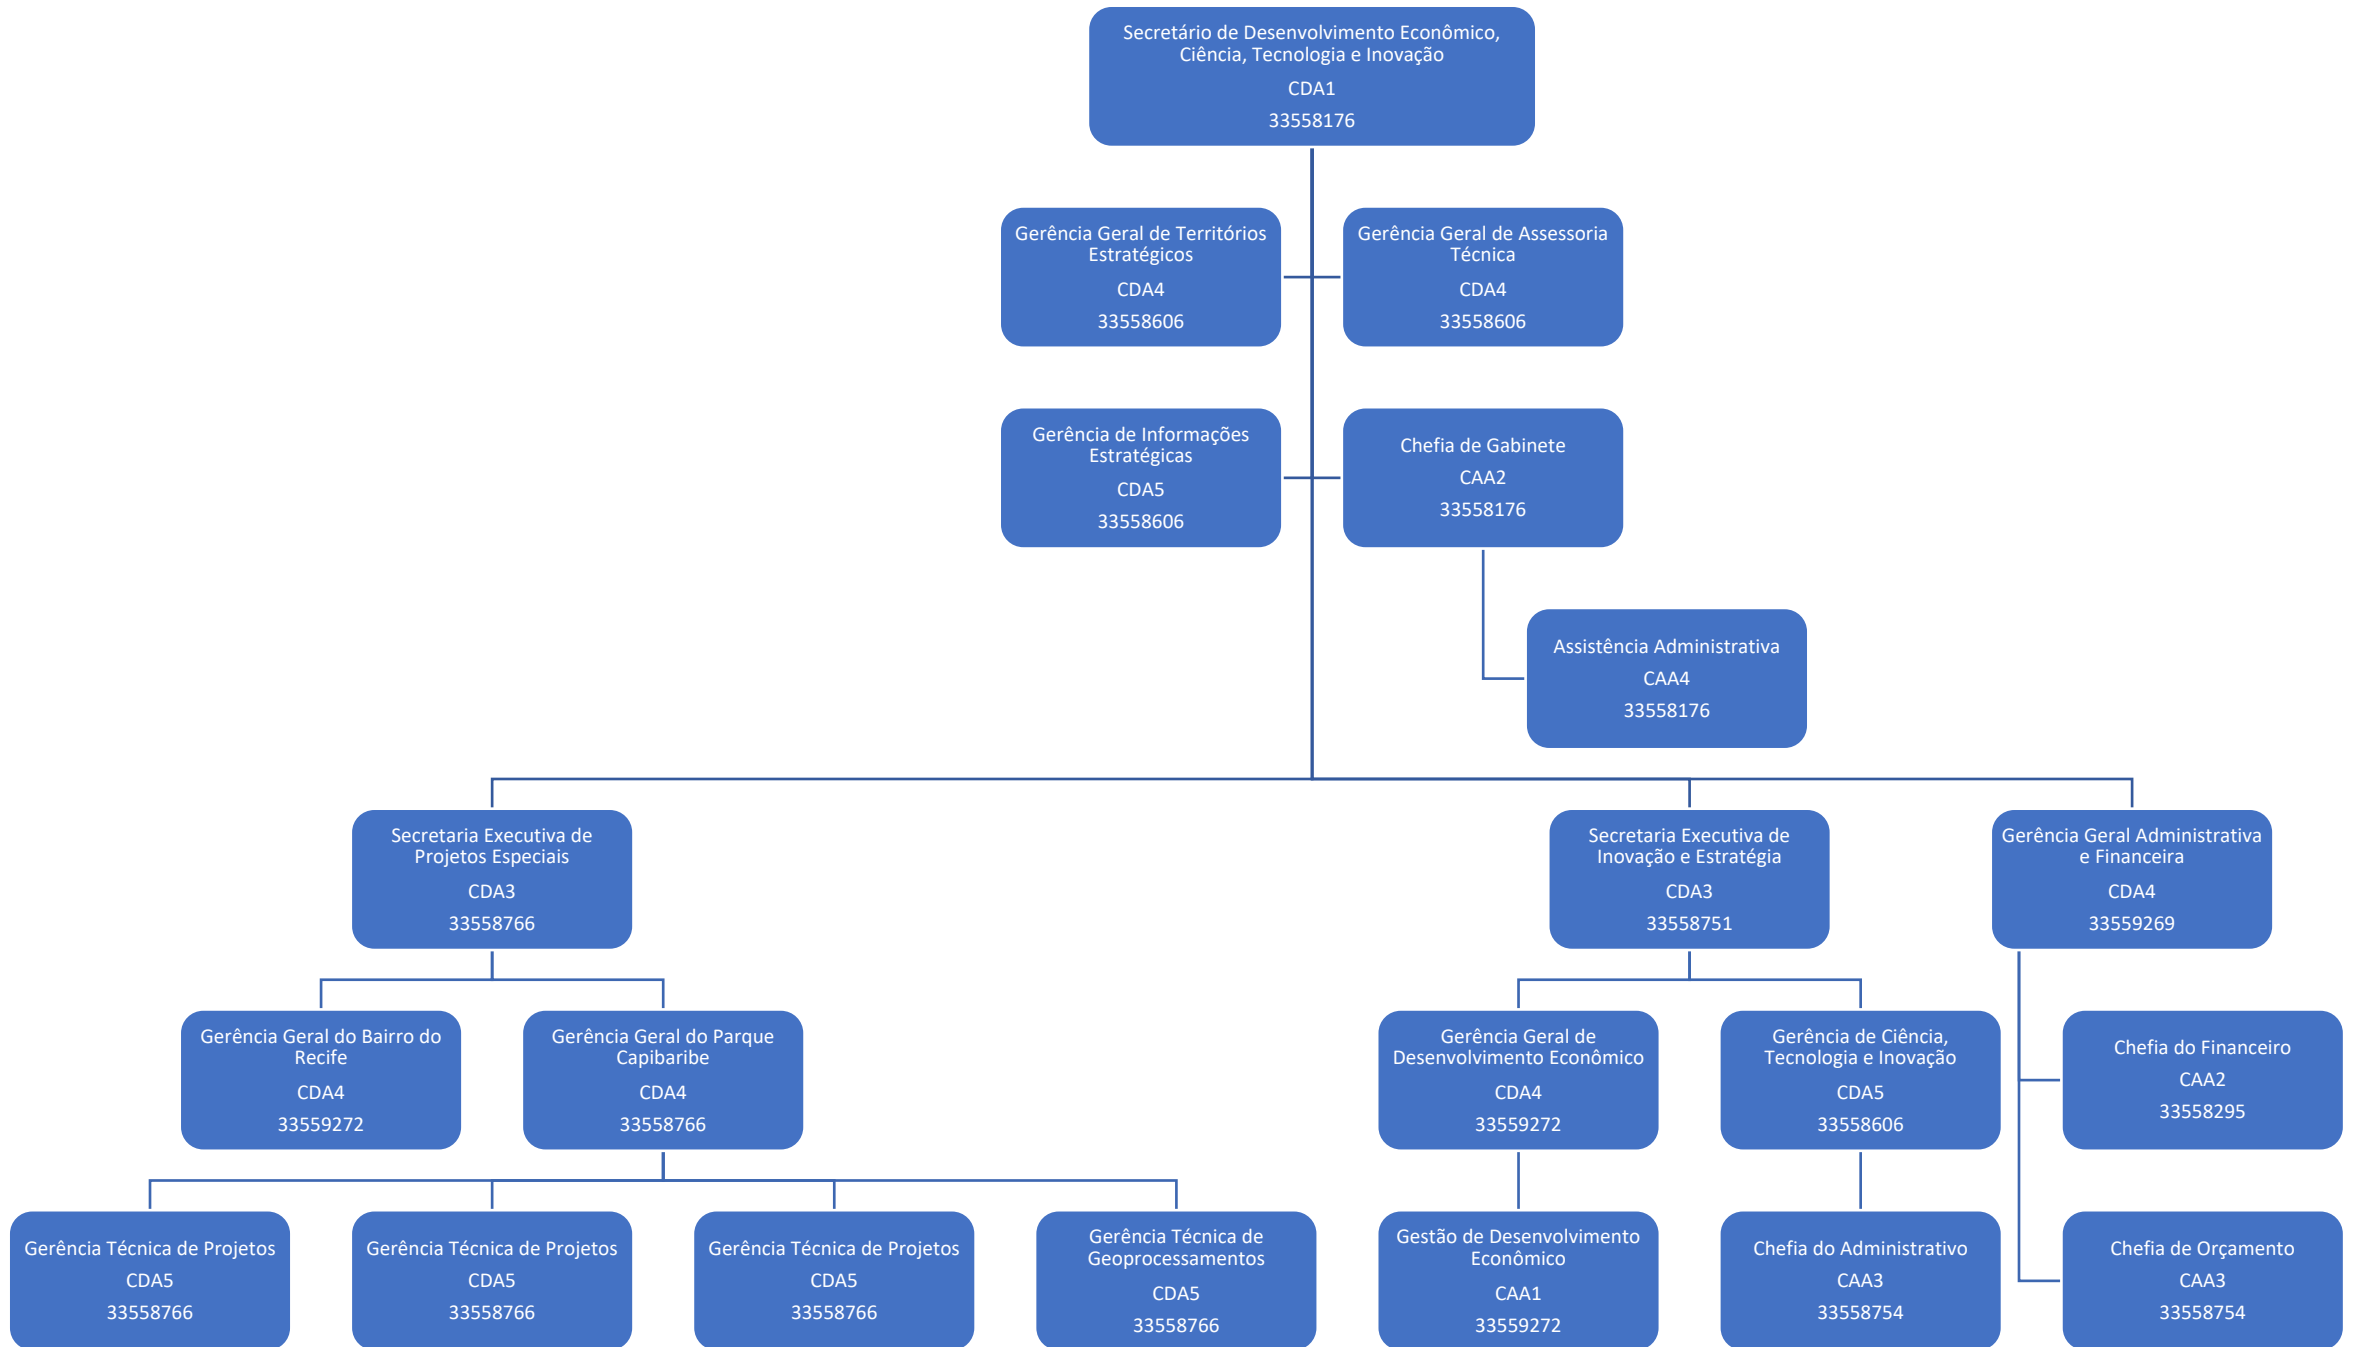 Secretário de Desenvolvimento Econômico,
Ciência, Tecnologia e Inovação
CDA1
33558176
Gerência Geral de Territórios
Estratégicos
CDA4
33558606
Gerência Geral de Assessoria
Técnica
CDA4
33558606
Gerência de Informações
Estratégicas
CDA5
33558606
Chefia de Gabinete
CAA2
33558176
Assistência Administrativa
CAA4
33558176
Secretaria Executiva de
Projetos Especiais
CDA3
33558766
Secretaria Executiva de
Inovação e Estratégia
CDA3
33558751
Gerência Geral Administrativa
e Financeira
CDA4
33559269
Gerência Geral do Bairro do
Recife
CDA4
33559272
Gerência Geral do Parque
Capibaribe
CDA4
33558766
Gerência Geral de
Desenvolvimento Econômico
CDA4
33559272
Gerência de Ciência,
Tecnologia e Inovação
CDA5
33558606
Chefia do Financeiro
CAA2
33558295
Gerência Técnica de Projetos
CDA5
33558766
Gerência Técnica de Projetos
CDA5
33558766
Gerência Técnica de Projetos
CDA5
33558766
Gerência Técnica de
Geoprocessamentos
CDA5
33558766
Gestão de Desenvolvimento
Econômico
CAA1
33559272
Chefia do Administrativo
CAA3
33558754
Chefia de Orçamento
CAA3
33558754